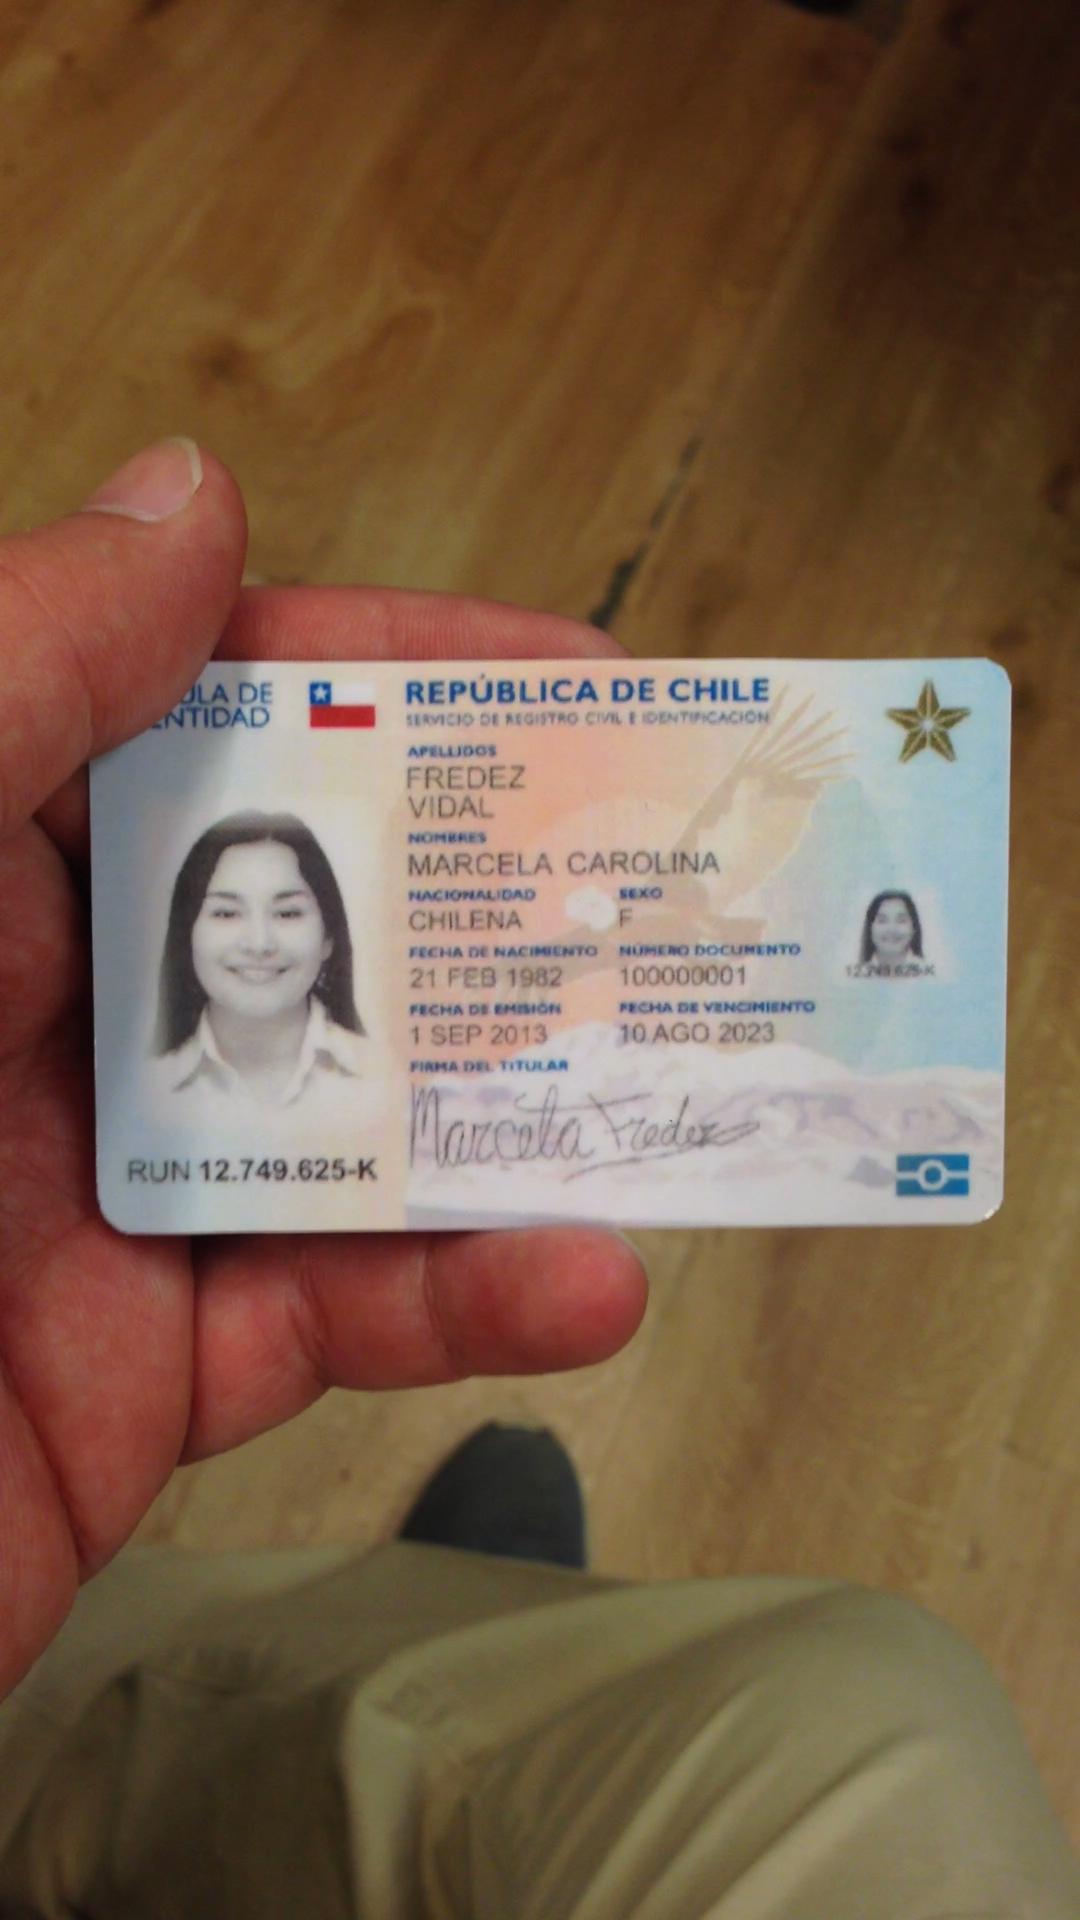 ULA DE
ENTIDAD
REPÚBLICA DE CHILE
SERVICIO DE REGISTRO CIVIL E IDENTIFICACIÓN
APELLIDOS
FREDEZ
VIDAL
NOMBRES
MARCELA CAROLINA
NACIONALIDAD SEXO
CHILENA F
FECHA DE NACIMIENTO NÚMERO DOCUMENTO
21 FEB 1982 100000001
FECHA DE EMISIÓN FECHA DE VENCIMIENTO
1 SEP 2013 10 AGO 2023
FIRMA DEL TITULAR
Marcela Fredez
RUN 12.749.625-K
12.749.625-K